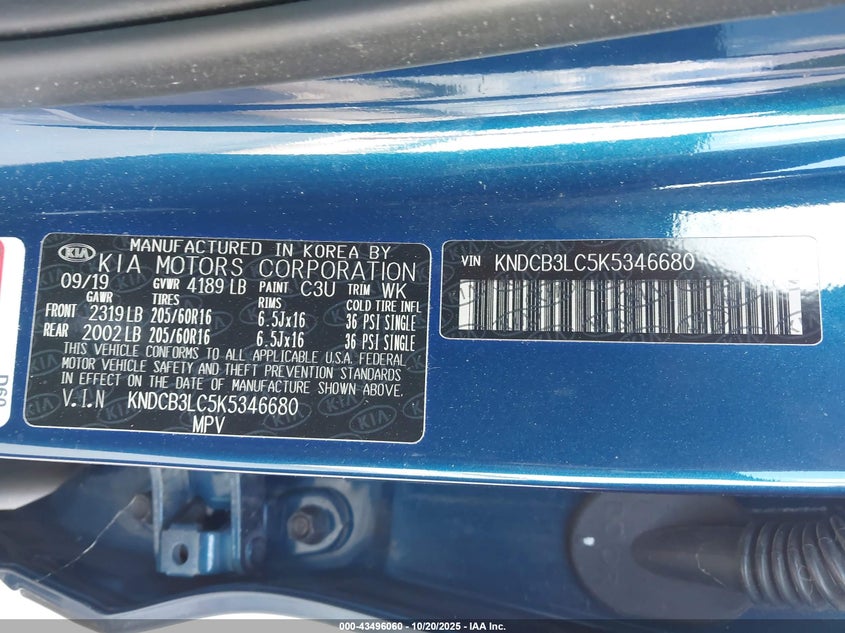 KIA
MANUFACTURED IN KOREA BY
KIA MOTORS CORPORATION
09/19 GVWR 4189 LB PAINT C3U TRIM WK
GAWR TIRES RIMS COLD TIRE INFL
FRONT 2319 LB 205/60R16 6.5Jx16 36 PSI SINGLE
REAR 2002 LB 205/60R16 6.5Jx16 36 PSI SINGLE
THIS VEHICLE CONFORMS TO ALL APPLICABLE U.S.A. FEDERAL
MOTOR VEHICLE SAFETY AND THEFT PREVENTION STANDARDS
IN EFFECT ON THE DATE OF MANUFACTURE SHOWN ABOVE.
V.I.N KNDCB3LC5K5346680
MPV
VIN KNDCB3LC5K5346680
000-43496060 - 10/20/2025 - IAA Inc.